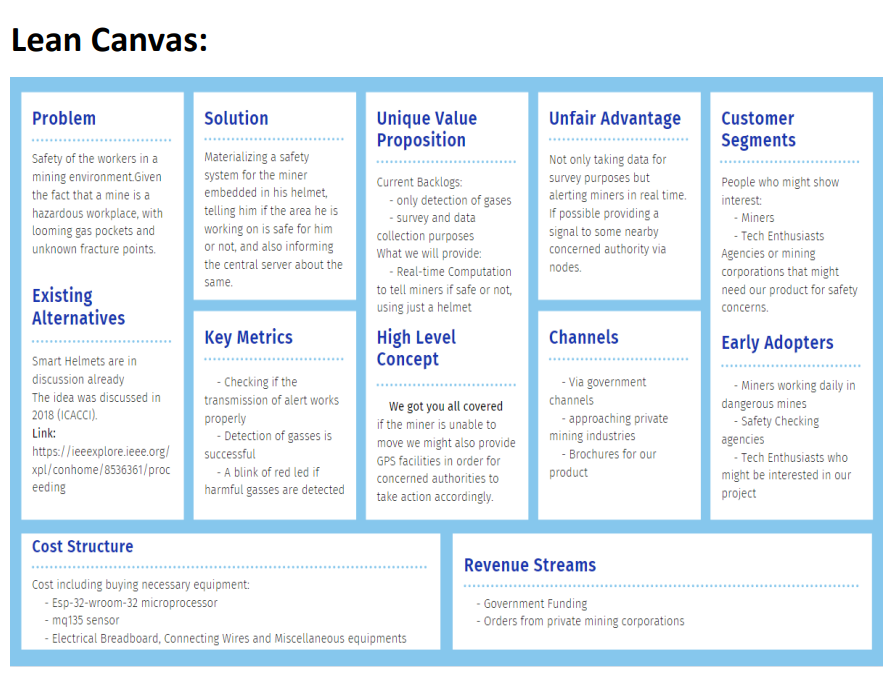 Lean Canvas:
Problem
Safety of the workers in a
mining environment.Given
the fact that a mine is a
hazardous workplace, with
looming gas pockets and
unknown fracture points.
Existing
Alternatives
Smart Helmets are in
discussion already
The idea was discussed in
2018 (ICACCI).
Link:
https://ieeexplore.ieee.org/
xpl/conhome/8536361/proc
eeding
Solution
Materializing a safety
system for the miner
embedded in his helmet,
telling him if the area he is
working on is safe for him
or not, and also informing
the central server about the
same.
Key Metrics
- Checking if the
transmission of alert works
properly
- Detection of gasses is
successful
- A blink of red led if
harmful gasses are detected
Unique Value
Proposition
Current Backlogs:
- only detection of gases
- survey and data
collection purposes
What we will provide:
- Real-time Computation
to tell miners if safe or not,
using just a helmet
High Level
Concept
We got you all covered
if the miner is unable to
move we might also provide
GPS facilities in order for
concerned authorities to
take action accordingly.
Unfair Advantage
Not only taking data for
survey purposes but
alerting miners in real time.
If possible providing a
signal to some nearby
concerned authority via
nodes.
Channels
- Via government
channels
- approaching private
mining industries
- Brochures for our
product
Customer
Segments
People who might show
interest:
- Miners
- Tech Enthusiasts
Agencies or mining
corporations that might
need our product for safety
concerns.
Early Adopters
- Miners working daily in
dangerous mines
- Safety Checking
agencies
- Tech Enthusiasts who
might be interested in our
project
Cost Structure
Cost including buying necessary equipment:
- Esp-32-wroom-32 microprocessor
- mq135 sensor
- Electrical Breadboard, Connecting Wires and Miscellaneous equipments
Revenue Streams
- Government Funding
- Orders from private mining corporations